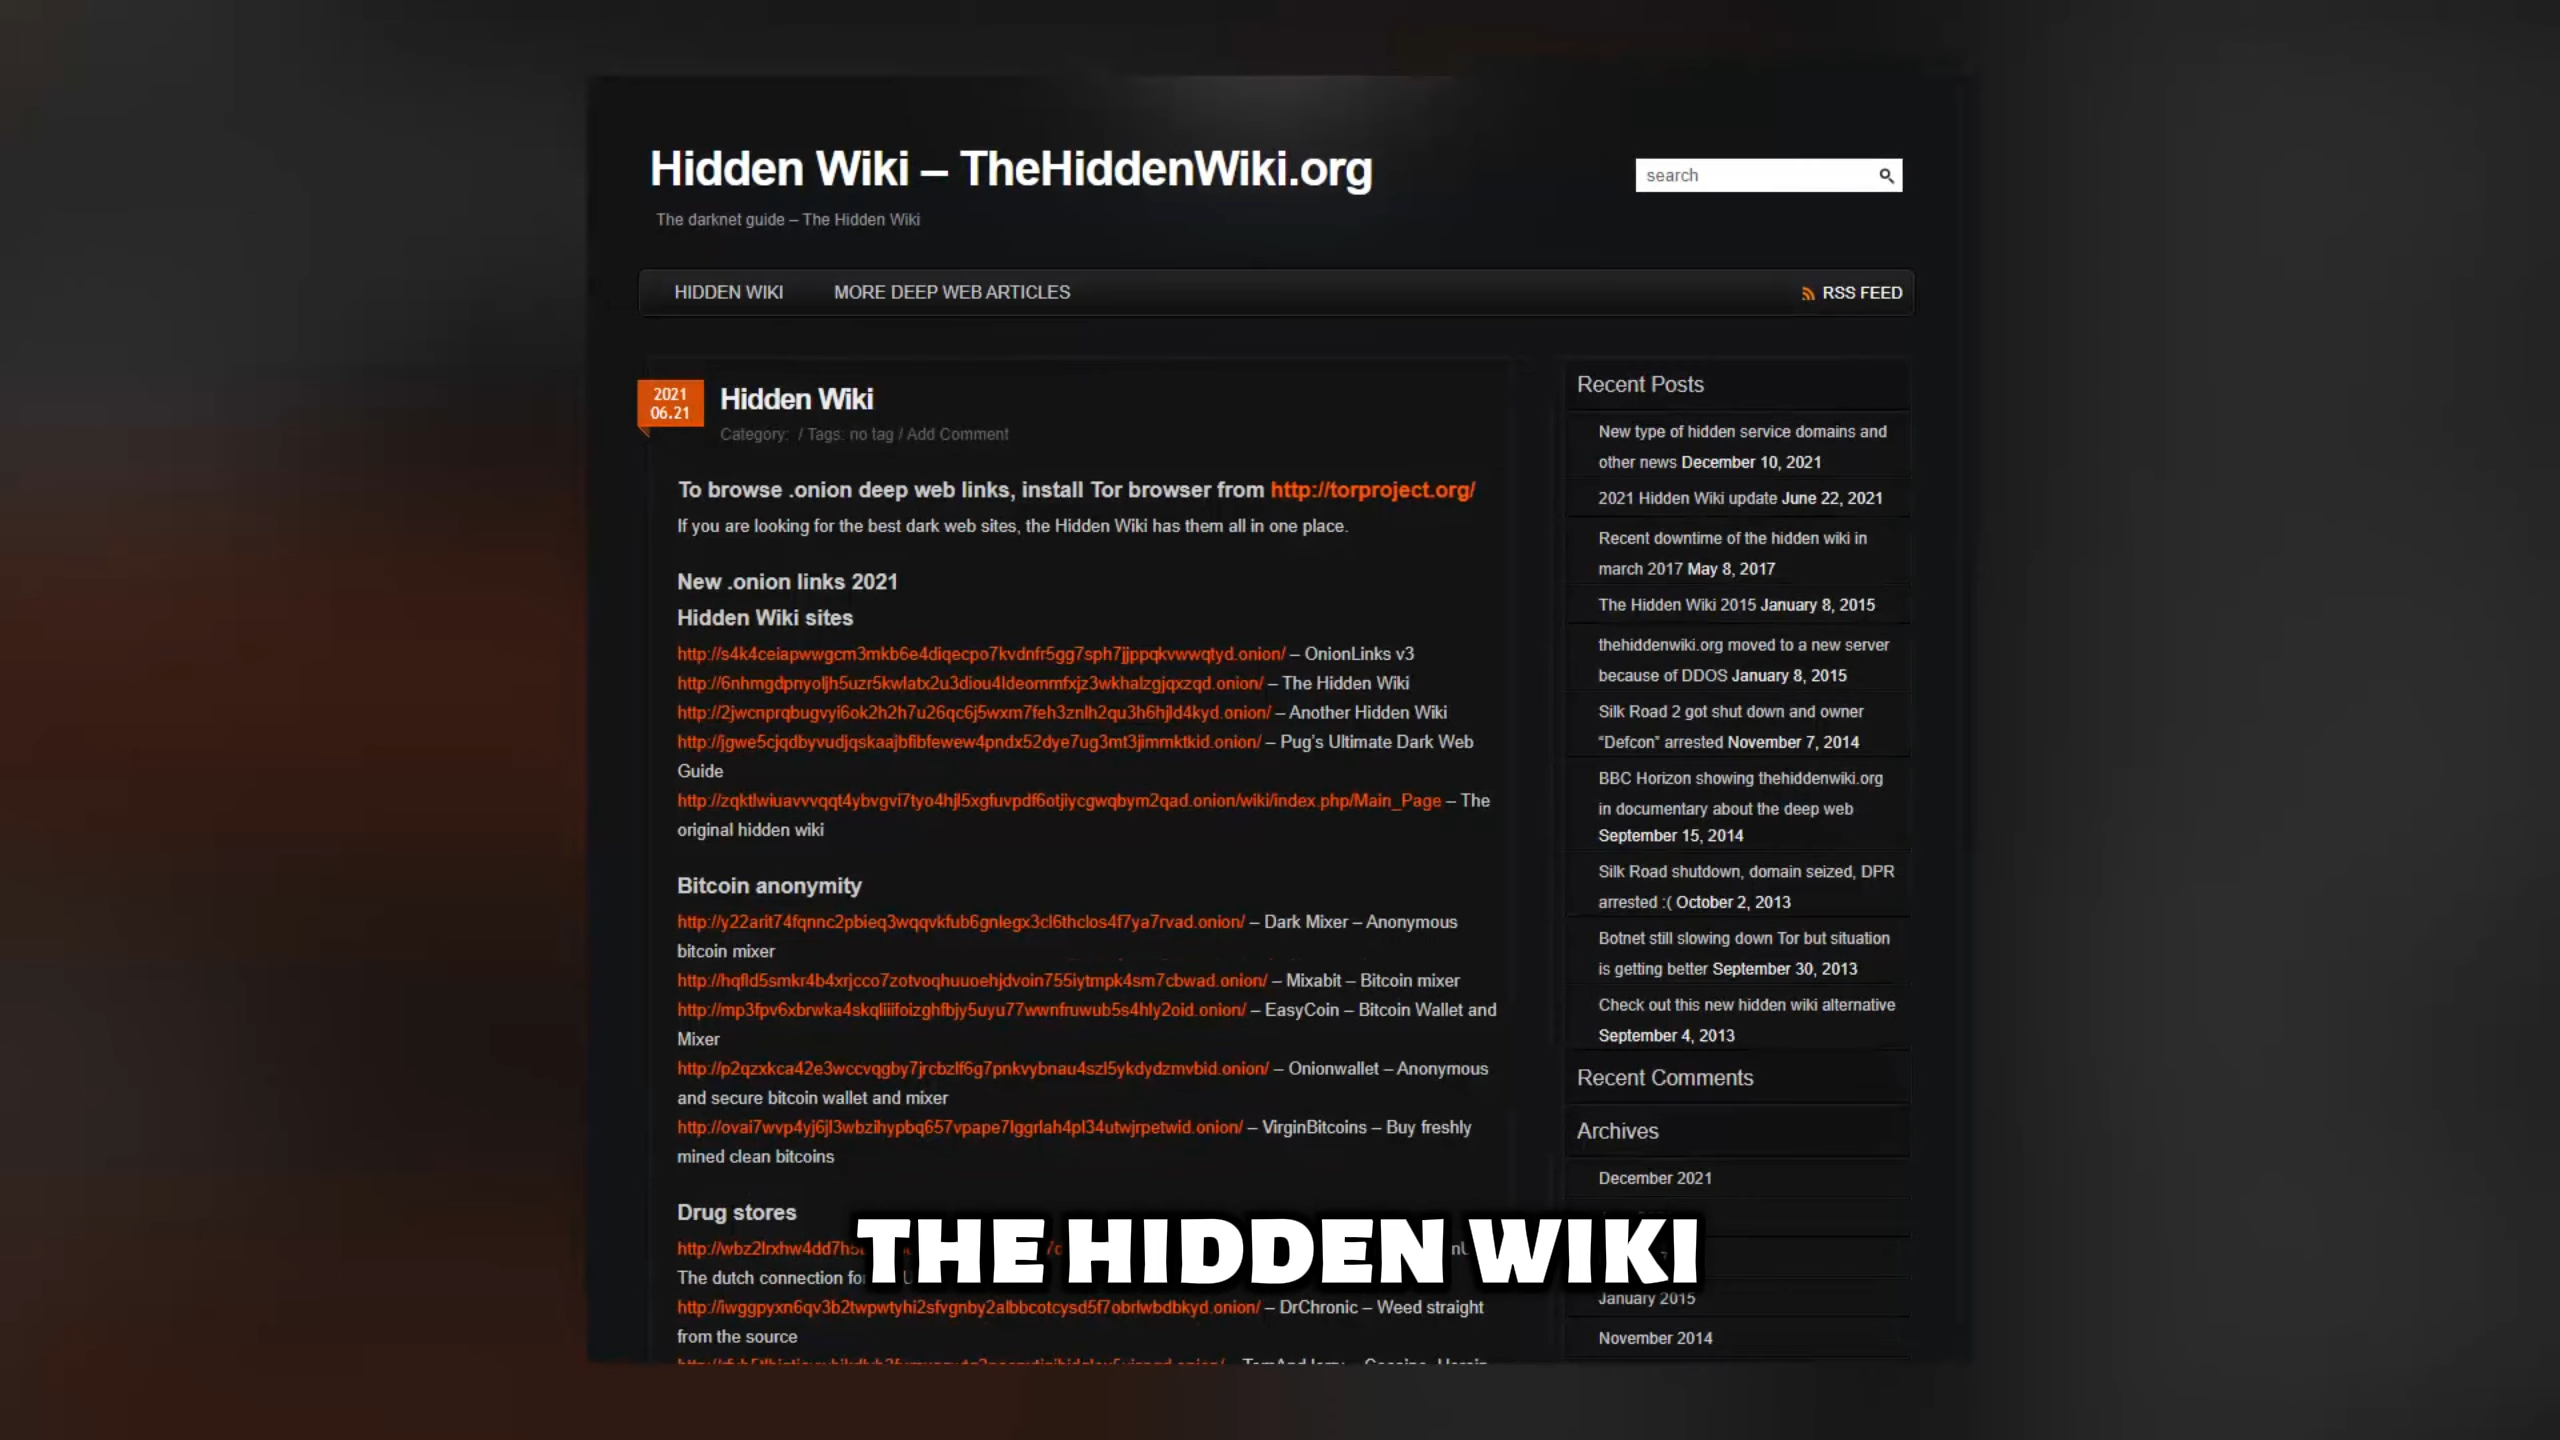 Hidden Wiki – TheHiddenWiki.org
search
The darknet guide – The Hidden Wiki
HIDDEN WIKI
MORE DEEP WEB ARTICLES
RSS FEED
2021
06.21
Hidden Wiki
Category: / Tags: no tag / Add Comment
To browse .onion deep web links, install Tor browser from http://torproject.org/
If you are looking for the best dark web sites, the Hidden Wiki has them all in one place.
New .onion links 2021
Hidden Wiki sites
http://s4k4ceiapwwgcm3mkb6e4diqecpo7kvdnfr5gg7sph7jjppqkvwwqtyd.onion/ – OnionLinks v3
http://6nhmgdpnyoljh5uzr5kwlatx2u3diou4ldeommfxjz3wkhalzgjqxzqd.onion/ – The Hidden Wiki
http://2jwcnprqbugvyi6ok2h2h7u26qc6j5wxm7feh3znlh2qu3h6hjld4kyd.onion/ – Another Hidden Wiki
http://jgwe5cjqdbyvudjqskaajbfibfewew4pndx52dye7ug3mt3jimmktkid.onion/ – Pug's Ultimate Dark Web
Guide
http://zqktlwiuavvvqqt4ybvgvi7tyo4hjl5xgfuvpdf6otjiycgwqbym2qad.onion/wiki/index.php/Main_Page – The
original hidden wiki
Bitcoin anonymity
http://y22arit74fqnnc2pbieq3wqqvkfub6gnlegx3cl6thclos4f7ya7rvad.onion/ – Dark Mixer – Anonymous
bitcoin mixer
http://hqfld5smkr4b4xrjcco7zotvoqhuuoehjdvoin755iytmpk4sm7cbwad.onion/ – Mixabit – Bitcoin mixer
http://mp3fpv6xbrwka4skqliiifoizghfbjy5uyu77wwnfruwub5s4hly2oid.onion/ – EasyCoin – Bitcoin Wallet and
Mixer
http://p2qzxkca42e3wccvqgby7jrcbzlf6g7pnkvybnau4szl5ykdydzmvbid.onion/ – Onionwallet – Anonymous
and secure bitcoin wallet and mixer
http://ovai7wvp4yj6jl3wbzihypbq657vpape7lggrlah4pl34utwjrpetwid.onion/ – VirginBitcoins – Buy freshly
mined clean bitcoins
Drug stores
The dutch connection
http://iwggpyxn6qv3b2twpwtyhi2sfvgnby2albbcotcysd5f7obrlwbdbkyd.onion/ – DrChronic – Weed straight
from the source
Recent Posts
New type of hidden service domains and
other news December 10, 2021
2021 Hidden Wiki update June 22, 2021
Recent downtime of the hidden wiki in
march 2017 May 8, 2017
The Hidden Wiki 2015 January 8, 2015
thehiddenwiki.org moved to a new server
because of DDOS January 8, 2015
Silk Road 2 got shut down and owner
“Defcon” arrested November 7, 2014
BBC Horizon showing thehiddenwiki.org
in documentary about the deep web
September 15, 2014
Silk Road shutdown, domain seized, DPR
arrested :( October 2, 2013
Botnet still slowing down Tor but situation
is getting better September 30, 2013
Check out this new hidden wiki alternative
September 4, 2013
Recent Comments
Archives
December 2021
January 2015
November 2014
THE HIDDEN WIKI